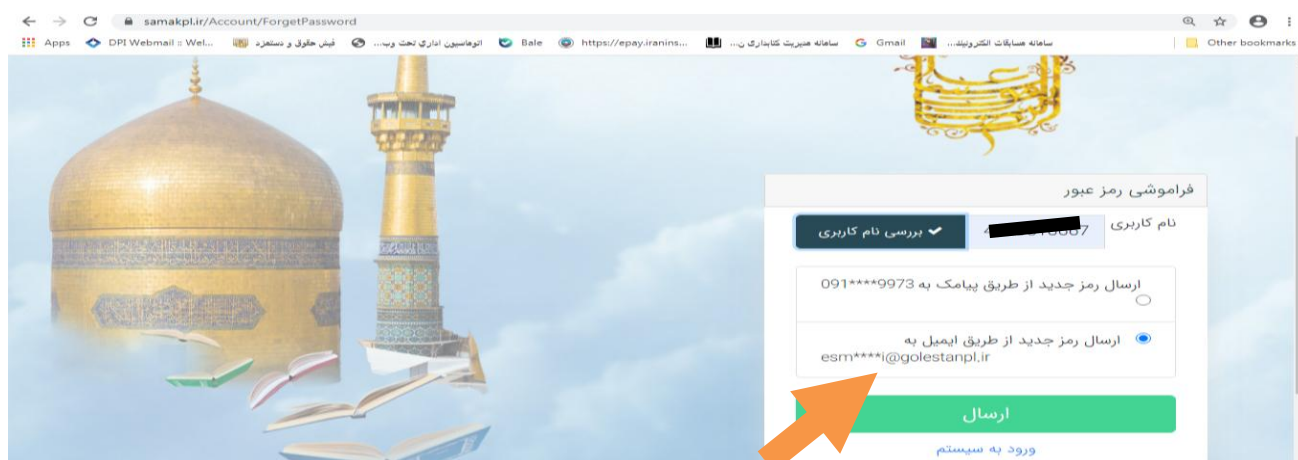 samakpl.ir/Account/ForgetPassword
Apps DPI Webmail :: Wel... فیش حقوق و دستمزد اتوماسیون اداری تحت وب... Bale https://epay.iranins... سامانه مدیریت کتابداری ن... Gmail سامانه مسابقات الکترونیک... Other bookmarks
فراموشی رمز عبور
نام کاربری
بررسی نام کاربری
ارسال رمز جدید از طریق پیامک به 091****9973
ارسال رمز جدید از طریق ایمیل به
esm****i@golestanpl.ir
ارسال
ورود به سیستم